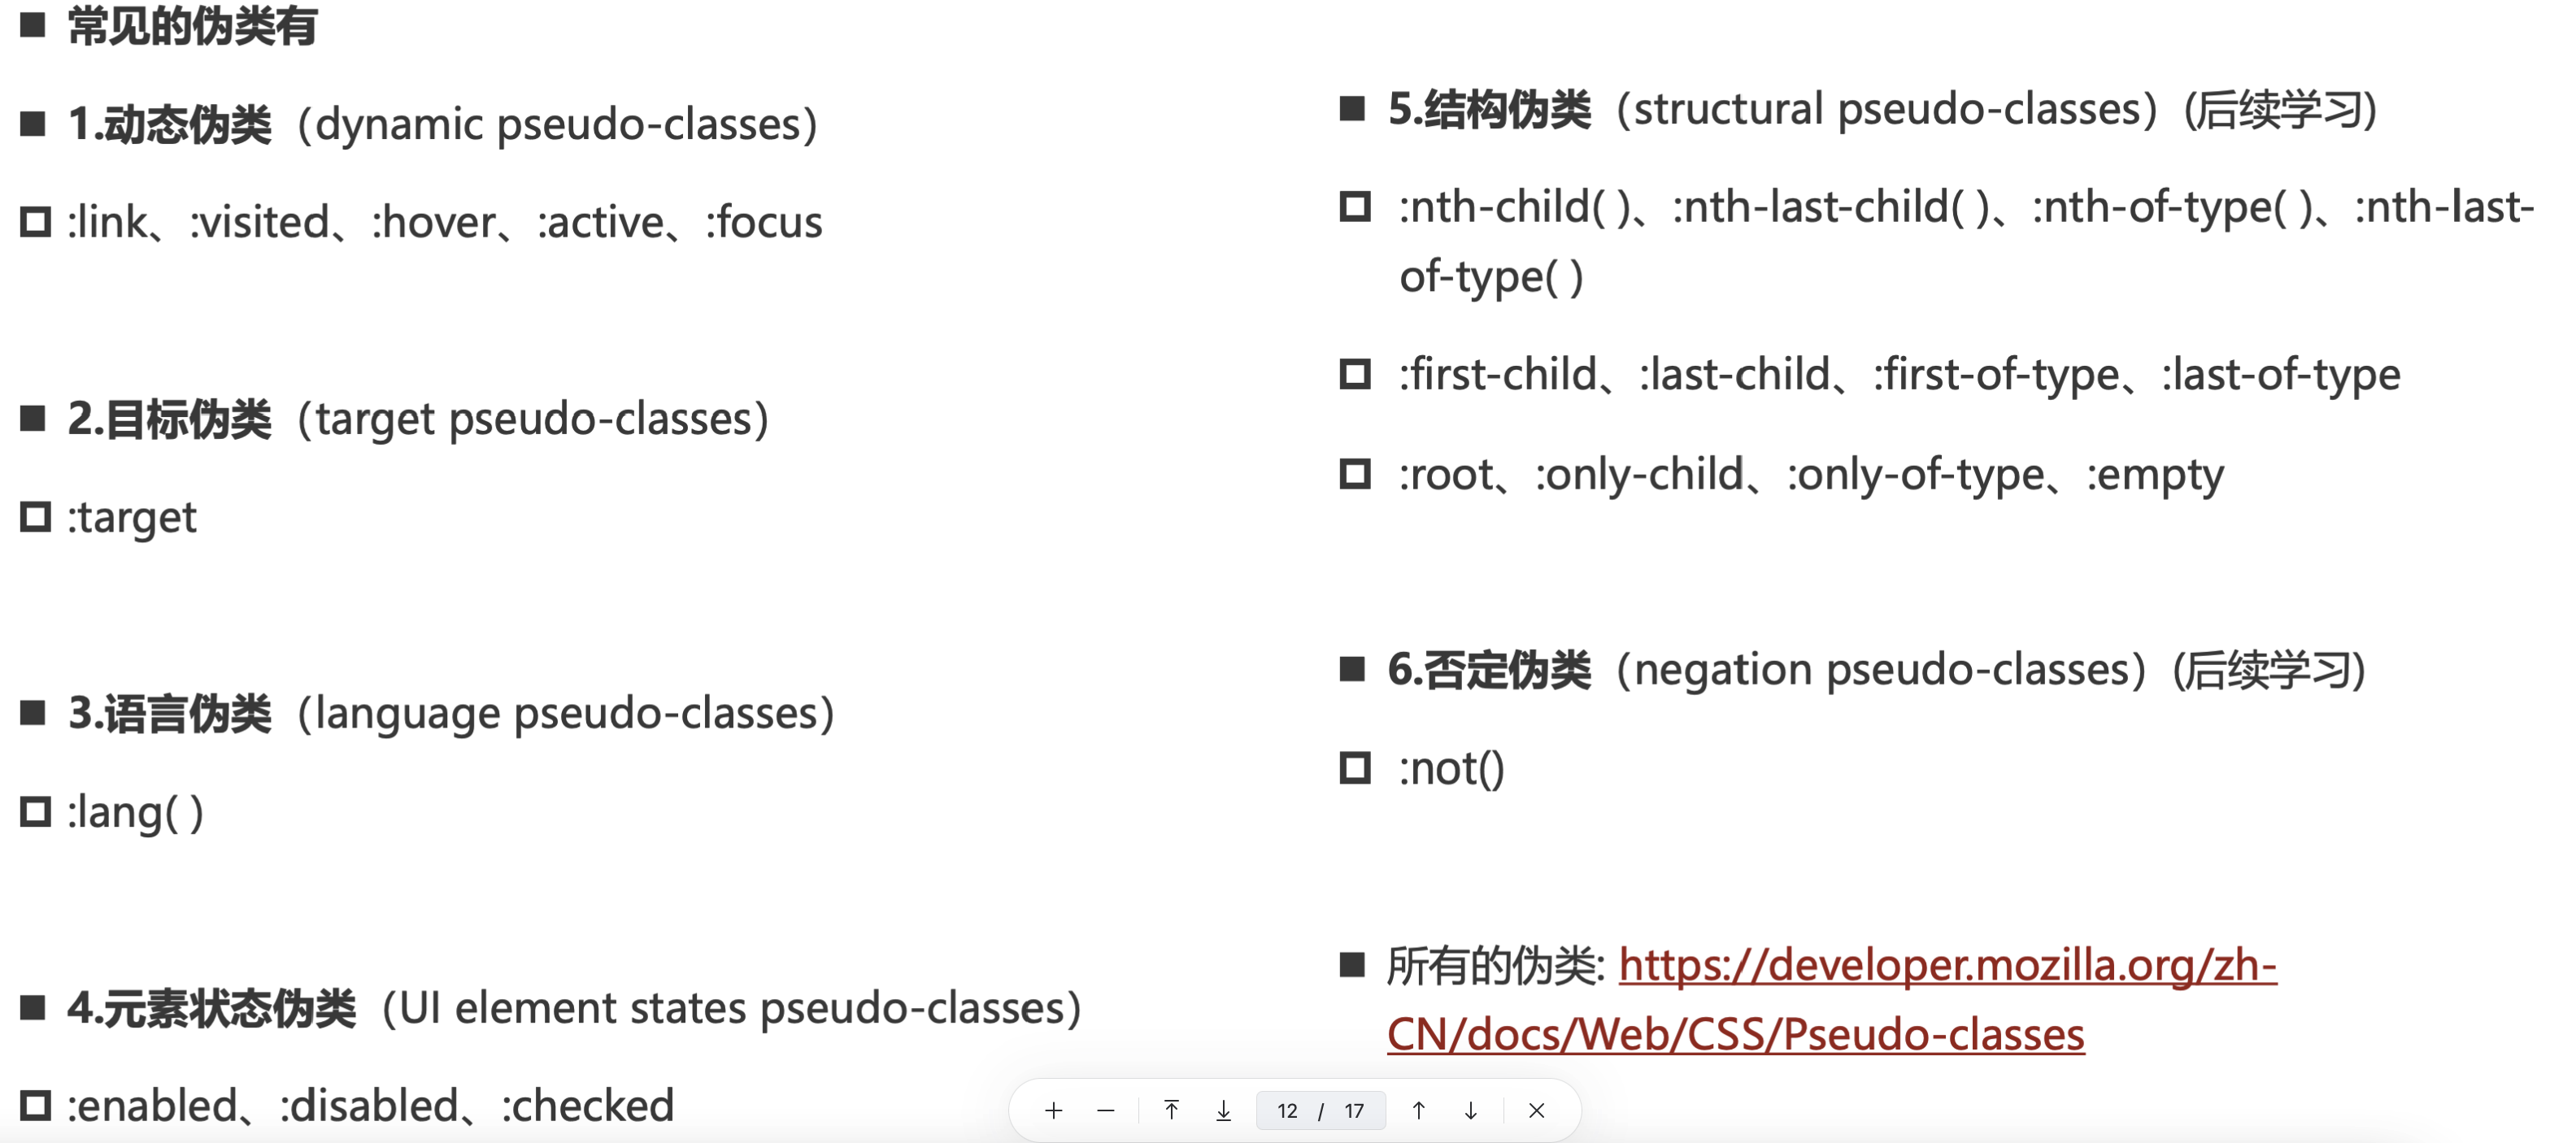 常见的伪类有
1.动态伪类（dynamic pseudo-classes）
:link、:visited、:hover、:active、:focus
2.目标伪类（target pseudo-classes）
:target
3.语言伪类（language pseudo-classes）
:lang( )
4.元素状态伪类（UI element states pseudo-classes）
:enabled、:disabled、:checked
5.结构伪类（structural pseudo-classes）(后续学习)
:nth-child( )、:nth-last-child( )、:nth-of-type( )、:nth-last-
of-type( )
:first-child、:last-child、:first-of-type、:last-of-type
:root、:only-child、:only-of-type、:empty
6.否定伪类（negation pseudo-classes）(后续学习)
:not()
所有的伪类: https://developer.mozilla.org/zh-
CN/docs/Web/CSS/Pseudo-classes
12 / 17